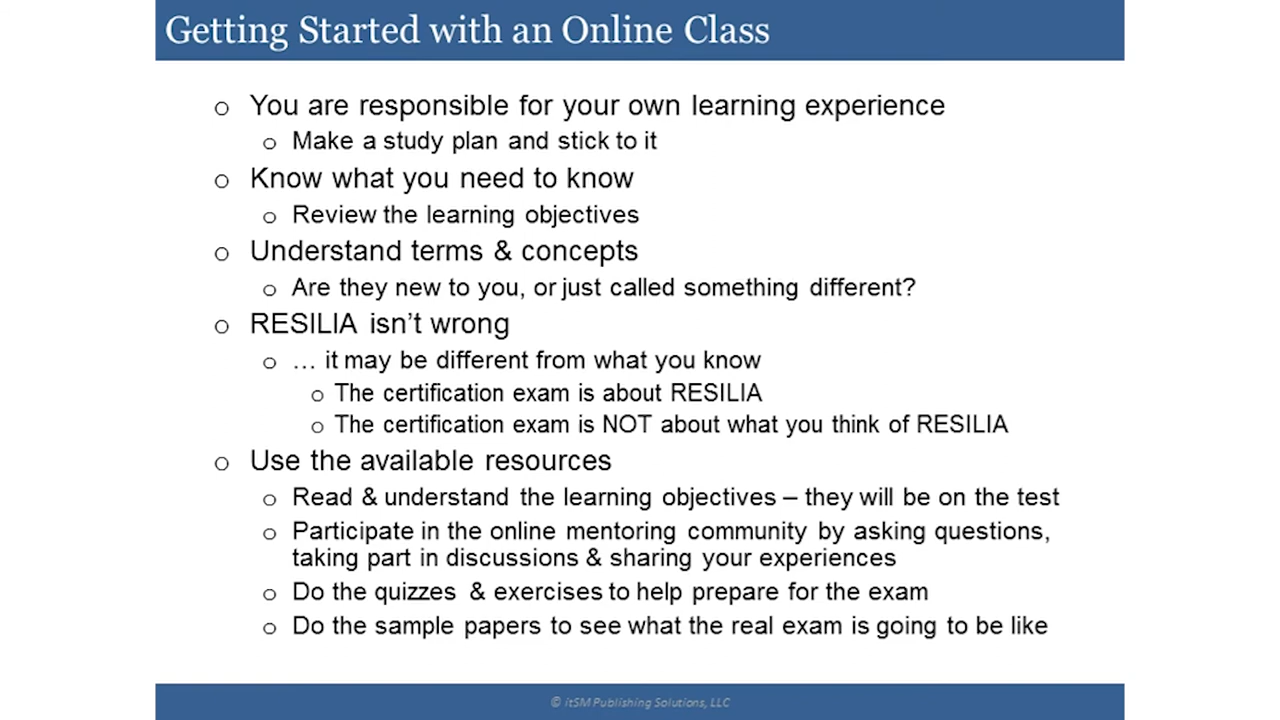 Getting Started with an Online Class
o You are responsible for your own learning experience
o Make a study plan and stick to it
o Know what you need to know
o Review the learning objectives
o Understand terms & concepts
o Are they new to you, or just called something different?
o RESILIA isn't wrong
o … it may be different from what you know
o The certification exam is about RESILIA
o The certification exam is NOT about what you think of RESILIA
o Use the available resources
o Read & understand the learning objectives – they will be on the test
o Participate in the online mentoring community by asking questions,
taking part in discussions & sharing your experiences
o Do the quizzes & exercises to help prepare for the exam
o Do the sample papers to see what the real exam is going to be like
© itSM Publishing Solutions, LLC